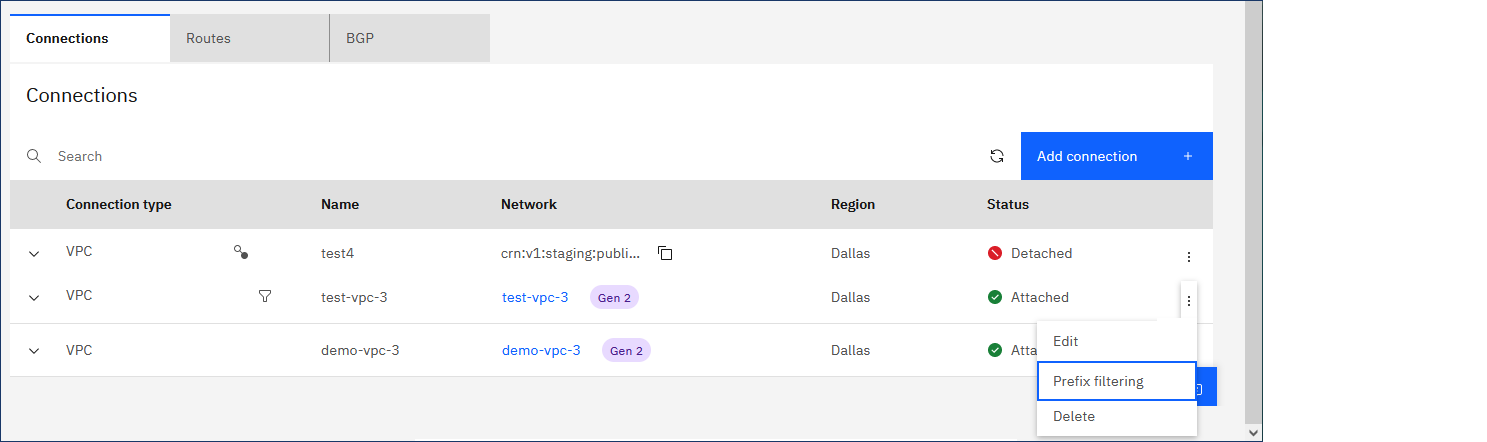 Connections Routes BGP
Connections
Search Add connection +
Connection type Name Network Region Status
VPC test4 crn:v1:staging:publi... Dallas Detached
VPC test-vpc-3 test-vpc-3 Gen 2 Dallas Attached
Edit
VPC demo-vpc-3 demo-vpc-3 Gen 2 Dallas Atta
Prefix filtering
Delete